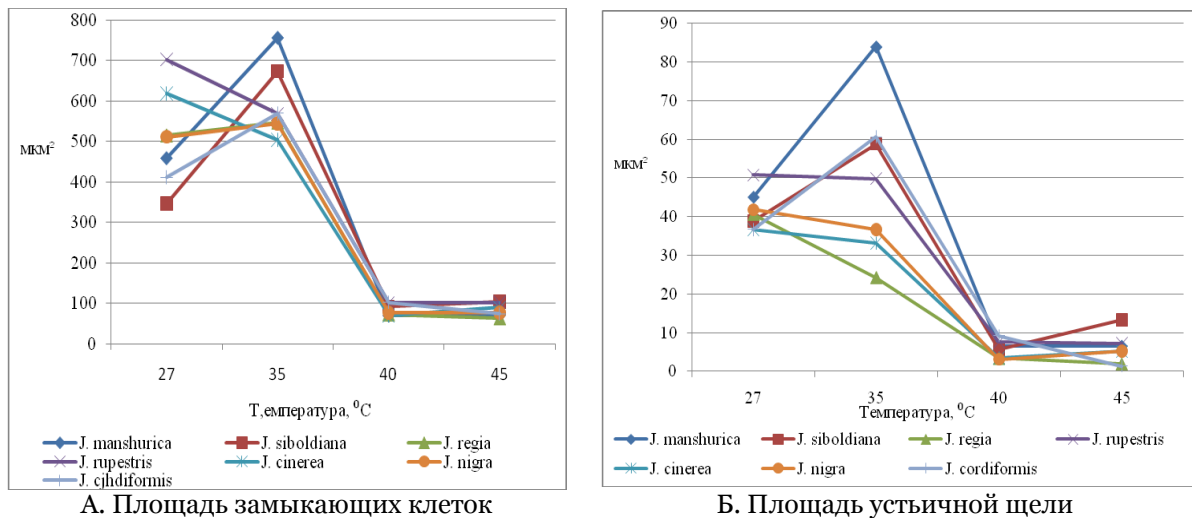 800
700
600
500
400
300
200
100
0
мкм²
27 35 40 45
Т,емпература, ⁰С
J. manshurica J. siboldiana J. regia
J. rupestris J. cinerea J. nigra
J. cjhdiformis
А. Площадь замыкающих клеток
90
80
70
60
50
40
30
20
10
0
мкм²
27 35 40 45
Температура, ⁰С
J. manshurica J. siboldiana J. regia J. rupestris
J. cinerea J. nigra J. cordiformis
Б. Площадь устьичной щели